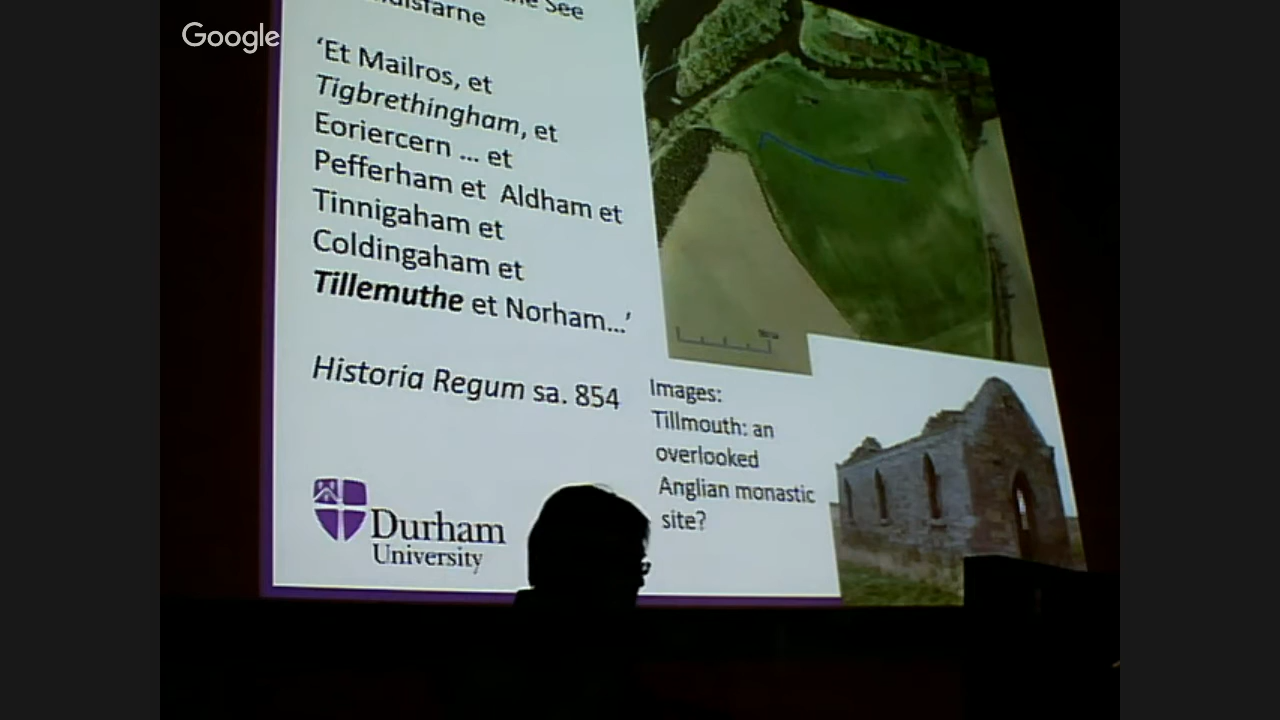 Google
See
‘Et Mailros, et
Tigbrethingham, et
Eoriercern ... et
Pefferham et Aldham et
Tinnigaham et
Coldingaham et
Tillemuthe et Norham...’
Historia Regum sa. 854
Images:
Tillmouth: an
overlooked
Anglian monastic
site?
Durham
University